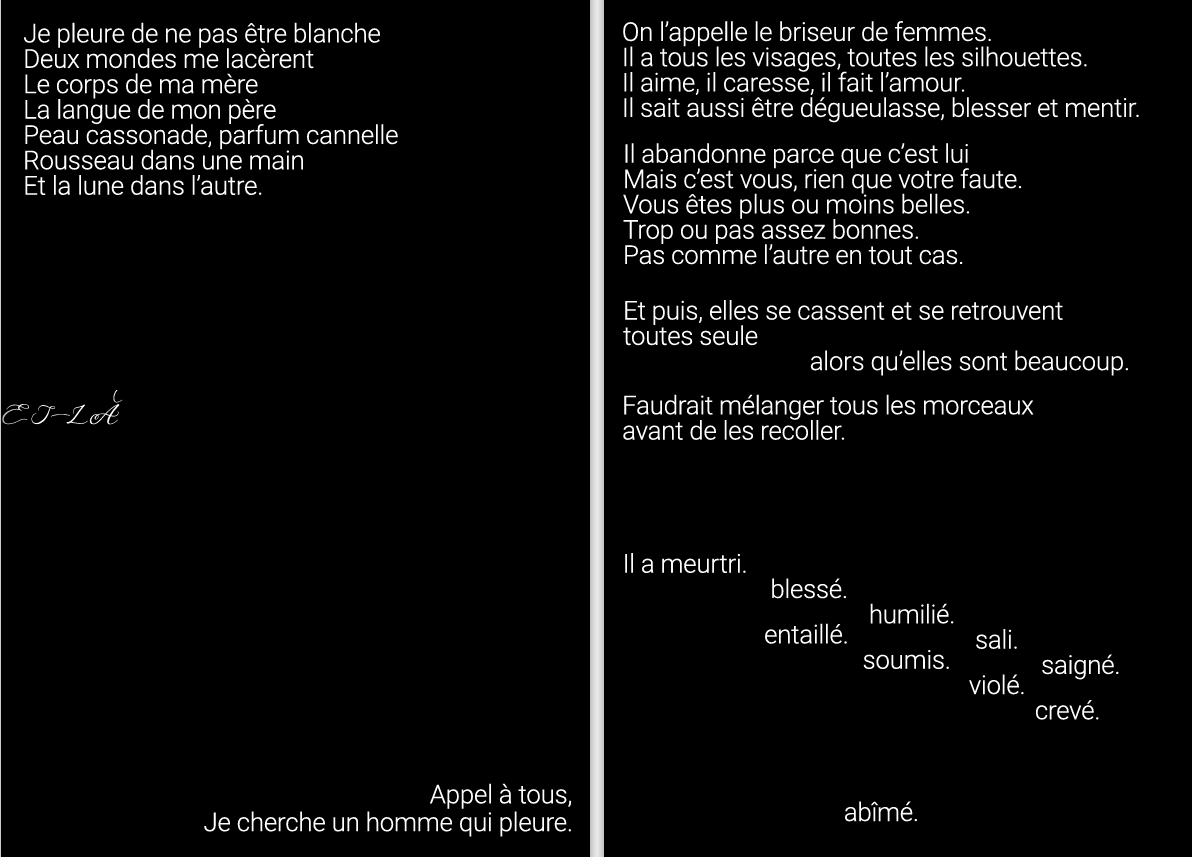 Je pleure de ne pas être blanche
Deux mondes me lacèrent
Le corps de ma mère
La langue de mon père
Peau cassonade, parfum cannelle
Rousseau dans une main
Et la lune dans l’autre.
ET-LÀ
Appel à tous,
Je cherche un homme qui pleure.
On l’appelle le briseur de femmes.
Il a tous les visages, toutes les silhouettes.
Il aime, il caresse, il fait l’amour.
Il sait aussi être dégueulasse, blesser et mentir.
Il abandonne parce que c’est lui
Mais c’est vous, rien que votre faute.
Vous êtes plus ou moins belles.
Trop ou pas assez bonnes.
Pas comme l’autre en tout cas.
Et puis, elles se cassent et se retrouvent
toutes seule
alors qu’elles sont beaucoup.
Faudrait mélanger tous les morceaux
avant de les recoller.
Il a meurtri.
blessé.
humilié.
entaillé.
sali.
soumis.
saigné.
violé.
crevé.
abîmé.